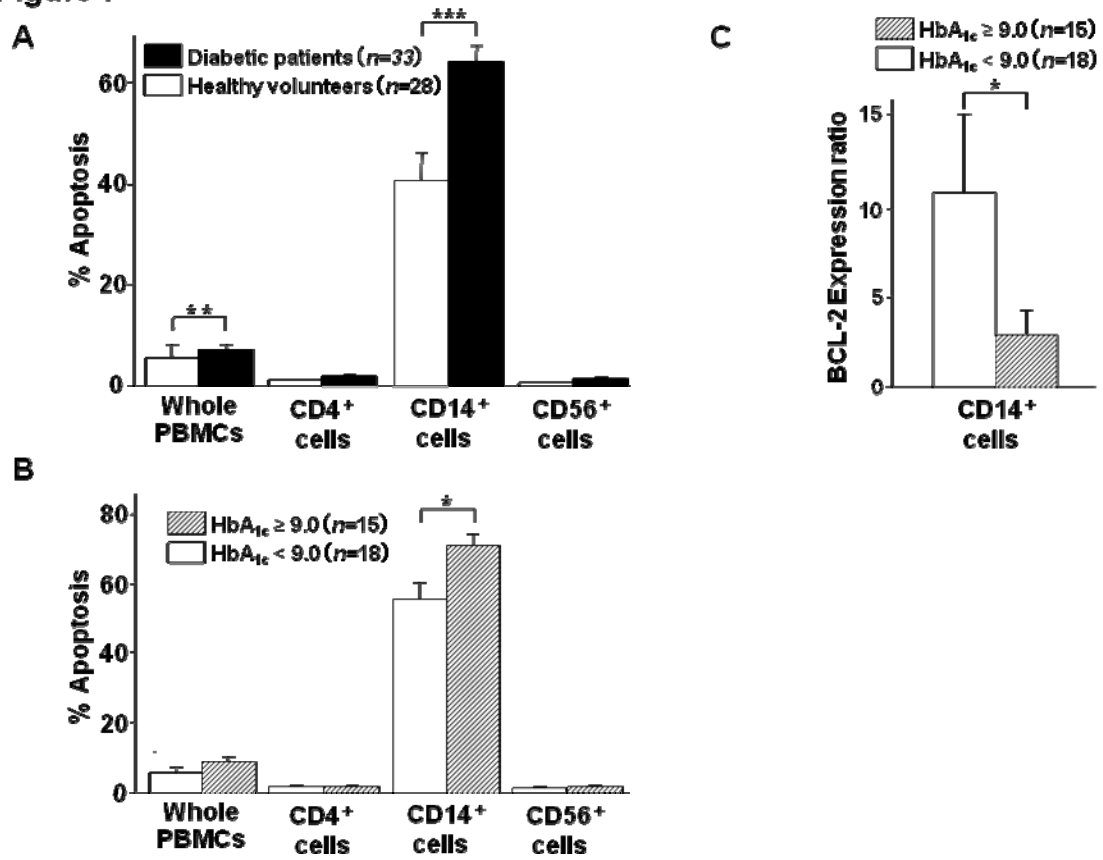 A
***
Diabetic patients (n=33)
Healthy volunteers (n=28)
% Apoptosis
60
40
20
0
**
Whole PBMCs
CD4+ cells
CD14+ cells
CD56+ cells
C
HbA1c ≥ 9.0 (n=15)
HbA1c < 9.0 (n=18)
*
BCL-2 Expression ratio
15
10
5
0
CD14+ cells
B
HbA1c ≥ 9.0 (n=15)
HbA1c < 9.0 (n=18)
*
% Apoptosis
80
60
40
20
0
Whole PBMCs
CD4+ cells
CD14+ cells
CD56+ cells